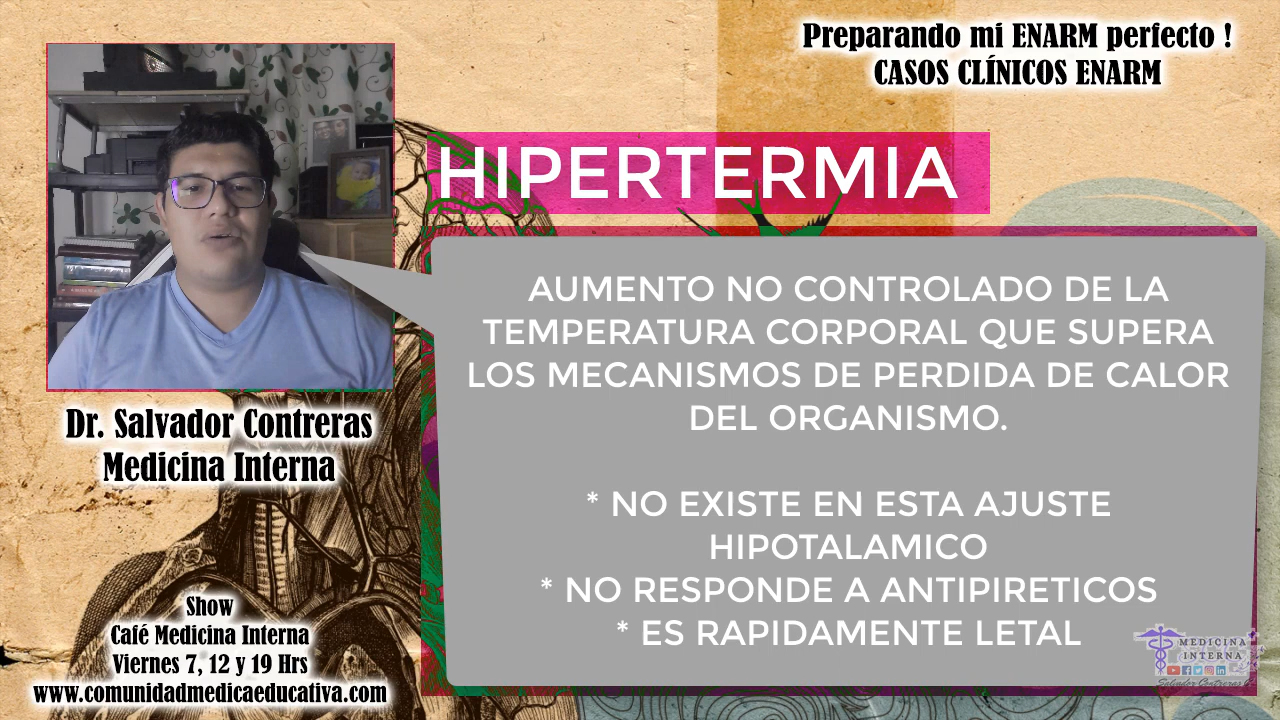 Preparando mi ENARM perfecto !
CASOS CLÍNICOS ENARM
HIPERTERMIA
AUMENTO NO CONTROLADO DE LA
TEMPERATURA CORPORAL QUE SUPERA
LOS MECANISMOS DE PERDIDA DE CALOR
DEL ORGANISMO.
* NO EXISTE EN ESTA AJUSTE
HIPOTALAMICO
* NO RESPONDE A ANTIPIRETICOS
* ES RAPIDAMENTE LETAL
Dr. Salvador Contreras
Medicina Interna
Show
Café Medicina Interna
Viernes 7, 12 y 19 Hrs
www.comunidadmedicaeducativa.com
MEDICINA
INTERNA
Salvador Contreras